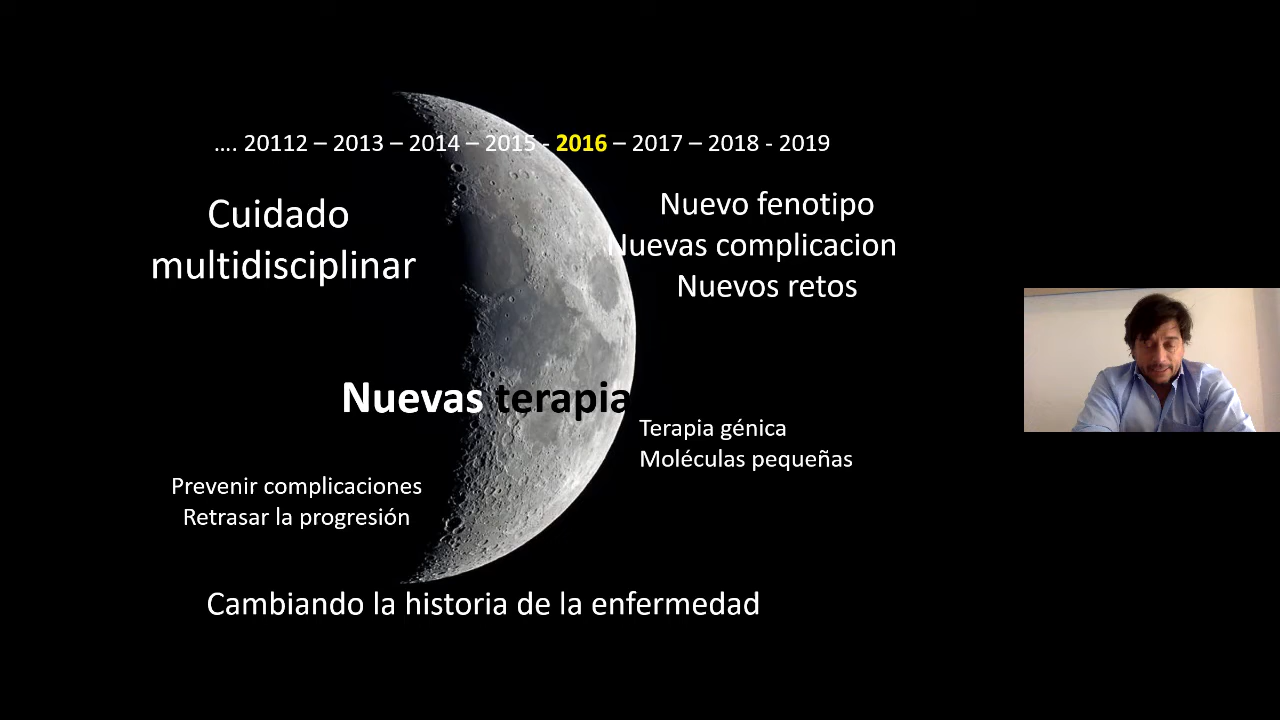 .... 20112 – 2013 – 2014 – 2015 - 2016 – 2017 – 2018 - 2019
Cuidado
multidisciplinar
Nuevo fenotipo
Nuevas complicacion
Nuevos retos
Nuevas terapia
Terapia génica
Moléculas pequeñas
Prevenir complicaciones
Retrasar la progresión
Cambiando la historia de la enfermedad